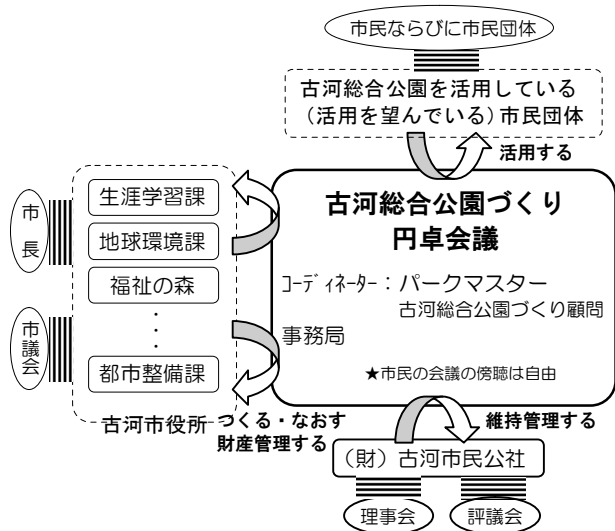 市民ならびに市民団体
古河総合公園を活用している
（活用を望んでいる）市民団体
活用する
市長
市議会
生涯学習課
地球環境課
福祉の森
・
・
・
都市整備課
古河市役所
古河総合公園づくり
円卓会議
ｺｰﾃﾞｨﾈｰﾀｰ：パークマスター
古河総合公園づくり顧問
事務局
★市民の会議の傍聴は自由
つくる・なおす
財産管理する
維持管理する
（財）古河市民公社
理事会
評議会